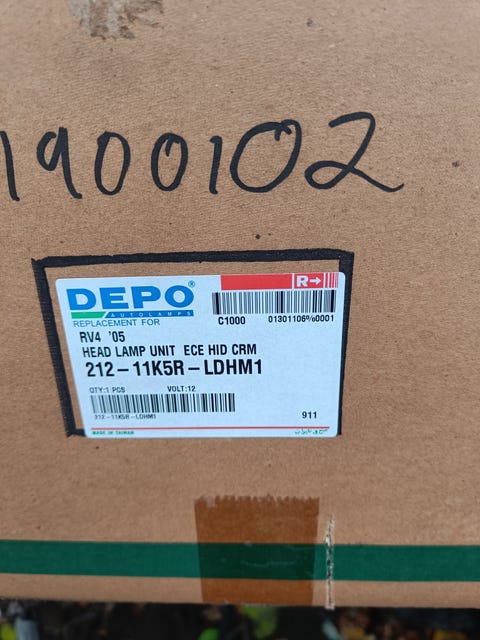 1900102
DEPO®
AUTOLAMPS
R→
REPLACEMENT FOR
C1000 01301106%0001
RV4 '05
HEAD LAMP UNIT ECE HID CRM
212-11K5R-LDHM1
QTY:1 PCS VOLT:12
212-11K5R-LDHM1
911
MADE IN TAIWAN